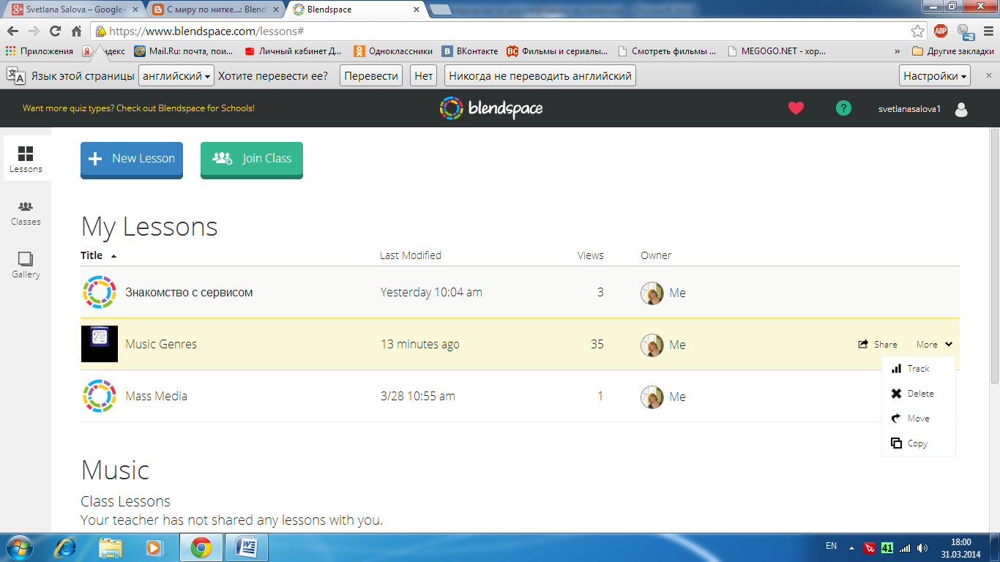 Svetlana Salova – Google+
С миру по нитке...: Blend
Blendspace
https://www.blendspace.com/lessons#
ABP
-2
Приложения Яндекс Mail.Ru: почта, пои... Личный кабинет Д... Одноклассники ВКонтакте Фильмы и сериалы... Смотреть фильмы ... MEGOGO.NET - хор... » Другие закладки
Язык этой страницы английский Хотите перевести ее? Перевести Нет Никогда не переводить английский Настройки
Want more quiz types? Check out Blendspace for Schools! blendspace ? svetlanasalova1
Lessons
Classes
Gallery
New Lesson Join Class
My Lessons
Title Last Modified Views Owner
Знакомство с сервисом Yesterday 10:04 am 3 Me
Music Genres 13 minutes ago 35 Me Share More
Track
Delete
Move
Copy
Mass Media 3/28 10:55 am 1 Me
Music
Class Lessons
Your teacher has not shared any lessons with you.
EN 41 18:00
31.03.2014